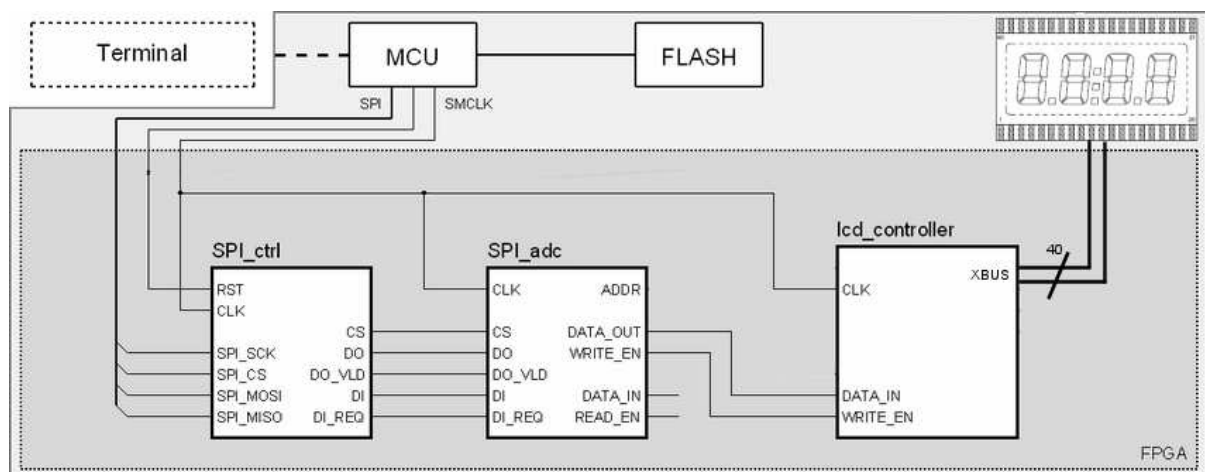 Terminal
MCU
FLASH
SPI
SMCLK
SPI_ctrl
RST
CLK
SPI_SCK
SPI_CS
SPI_MOSI
SPI_MISO
CS
DO
DO_VLD
DI
DI_REQ
SPI_adc
CLK
CS
DO
DO_VLD
DI
DI_REQ
ADDR
DATA_OUT
WRITE_EN
DATA_IN
READ_EN
lcd_controller
CLK
DATA_IN
WRITE_EN
XBUS
40
FPGA